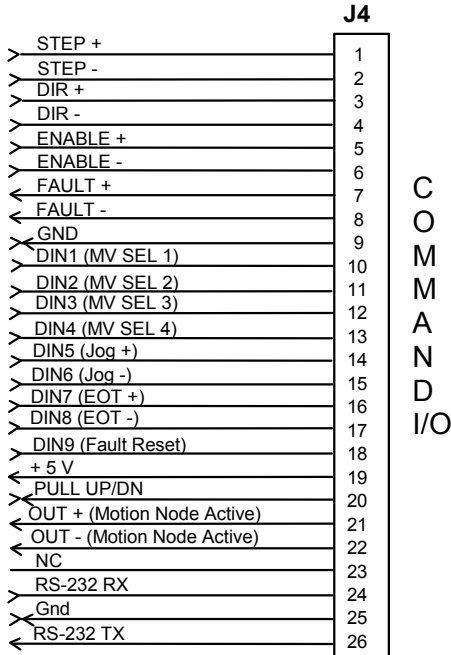 J4
STEP + 1
STEP - 2
DIR + 3
DIR - 4
ENABLE + 5
ENABLE - 6
FAULT + 7
FAULT - 8
GND 9
DIN1 (MV SEL 1) 10
DIN2 (MV SEL 2) 11
DIN3 (MV SEL 3) 12
DIN4 (MV SEL 4) 13
DIN5 (Jog +) 14
DIN6 (Jog -) 15
DIN7 (EOT +) 16
DIN8 (EOT -) 17
DIN9 (Fault Reset) 18
+ 5 V 19
PULL UP/DN 20
OUT + (Motion Node Active) 21
OUT - (Motion Node Active) 22
NC 23
RS-232 RX 24
Gnd 25
RS-232 TX 26
C
O
M
M
A
N
D
I/O